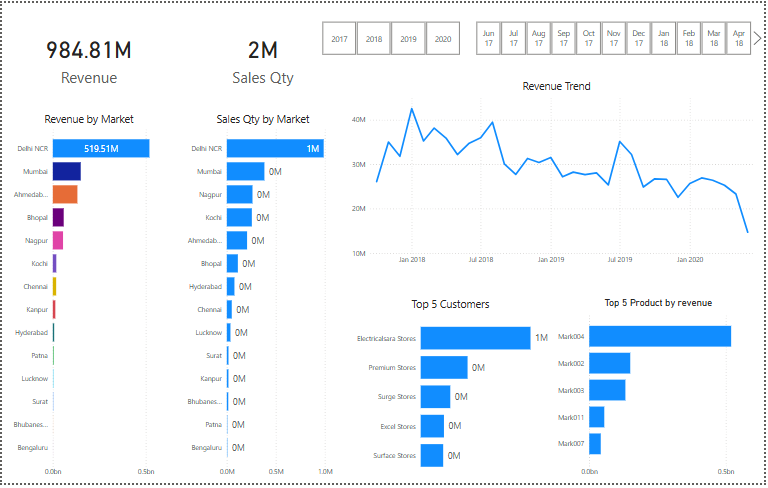 984.81M
Revenue
2M
Sales Qty
2017 2018 2019 2020
Jun 17 Jul 17 Aug 17 Sep 17 Oct 17 Nov 17 Dec 17 Jan 18 Feb 18 Mar 18 Apr 18
Revenue by Market
Delhi NCR 519.51M
Mumbai
Ahmedab...
Bhopal
Nagpur
Kochi
Chennai
Kanpur
Hyderabad
Patna
Lucknow
Surat
Bhubanes...
Bengaluru
0.0bn 0.5bn
Sales Qty by Market
Delhi NCR 1M
Mumbai 0M
Nagpur 0M
Kochi 0M
Ahmedab... 0M
Bhopal 0M
Hyderabad 0M
Chennai 0M
Lucknow 0M
Surat 0M
Kanpur 0M
Bhubanes... 0M
Patna 0M
Bengaluru 0M
0.0M 0.5M 1.0M
Revenue Trend
40M
30M
20M
10M
Jan 2018 Jul 2018 Jan 2019 Jul 2019 Jan 2020
Top 5 Customers
Electricalsara Stores 1M
Premium Stores 0M
Surge Stores 0M
Excel Stores 0M
Surface Stores 0M
Top 5 Product by revenue
Mark004
Mark002
Mark003
Mark011
Mark007
0.0bn 0.5bn